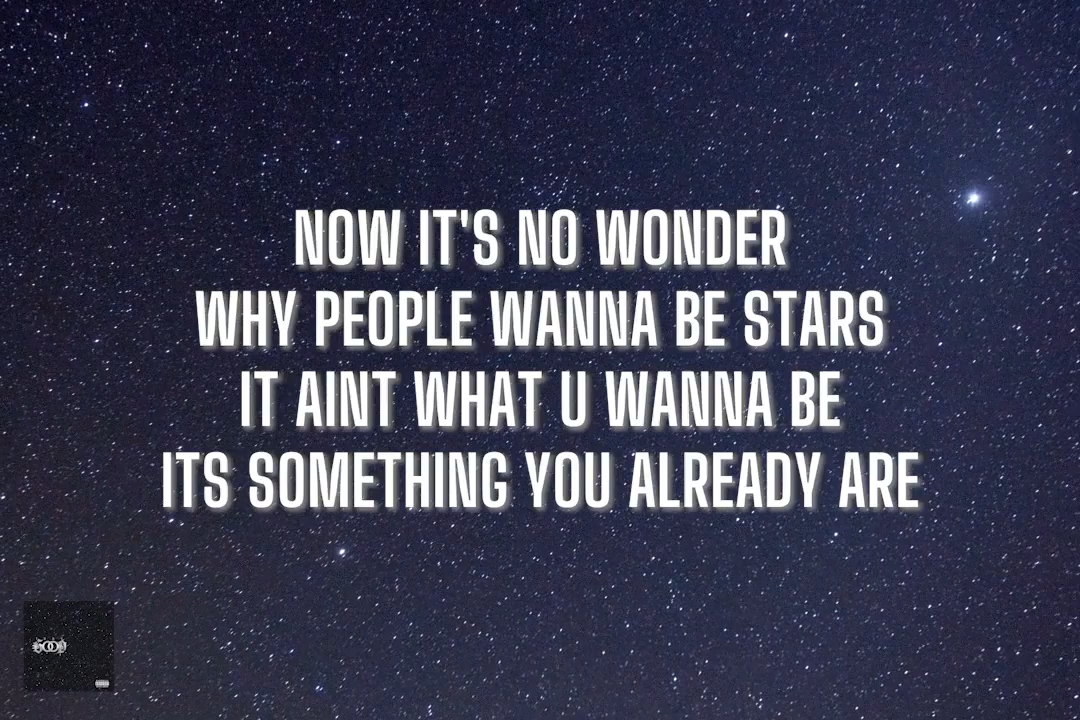 NOW IT'S NO WONDER
WHY PEOPLE WANNA BE STARS
IT AINT WHAT U WANNA BE
ITS SOMETHING YOU ALREADY ARE